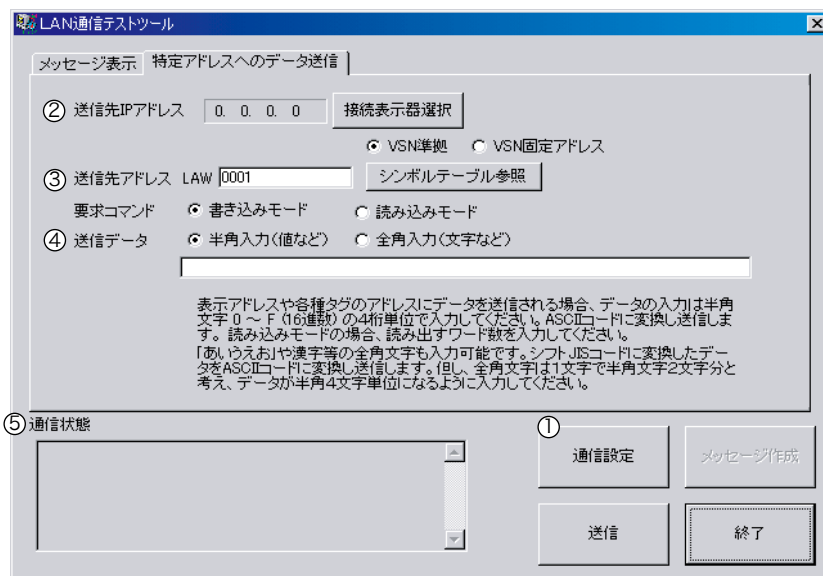 LAN通信テストツール
メッセージ表示 特定アドレスへのデータ送信
② 送信先IPアドレス 0. 0. 0. 0 接続表示器選択
VSN準拠 VSN固定アドレス
③ 送信先アドレス LAW 0001 シンボルテーブル参照
要求コマンド 書き込みモード 読み込みモード
④ 送信データ 半角入力(値など) 全角入力(文字など)
表示アドレスや各種タグのアドレスにデータを送信される場合、データの入力は半角
文字 0 ~ F (16進数) の4桁単位で入力してください。ASCIIコードに変換し送信しま
す。読み込みモードの場合、読み出すワード数を入力してください。
「あいうえお」や漢字等の全角文字も入力可能です。シフトJISコードに変換したデー
タをASCIIコードに変換し送信します。但し、全角文字は1文字で半角文字2文字分と
考え、データが半角4文字単位になるように入力してください。
⑤ 通信状態
①
通信設定 メッセージ作成
送信 終了